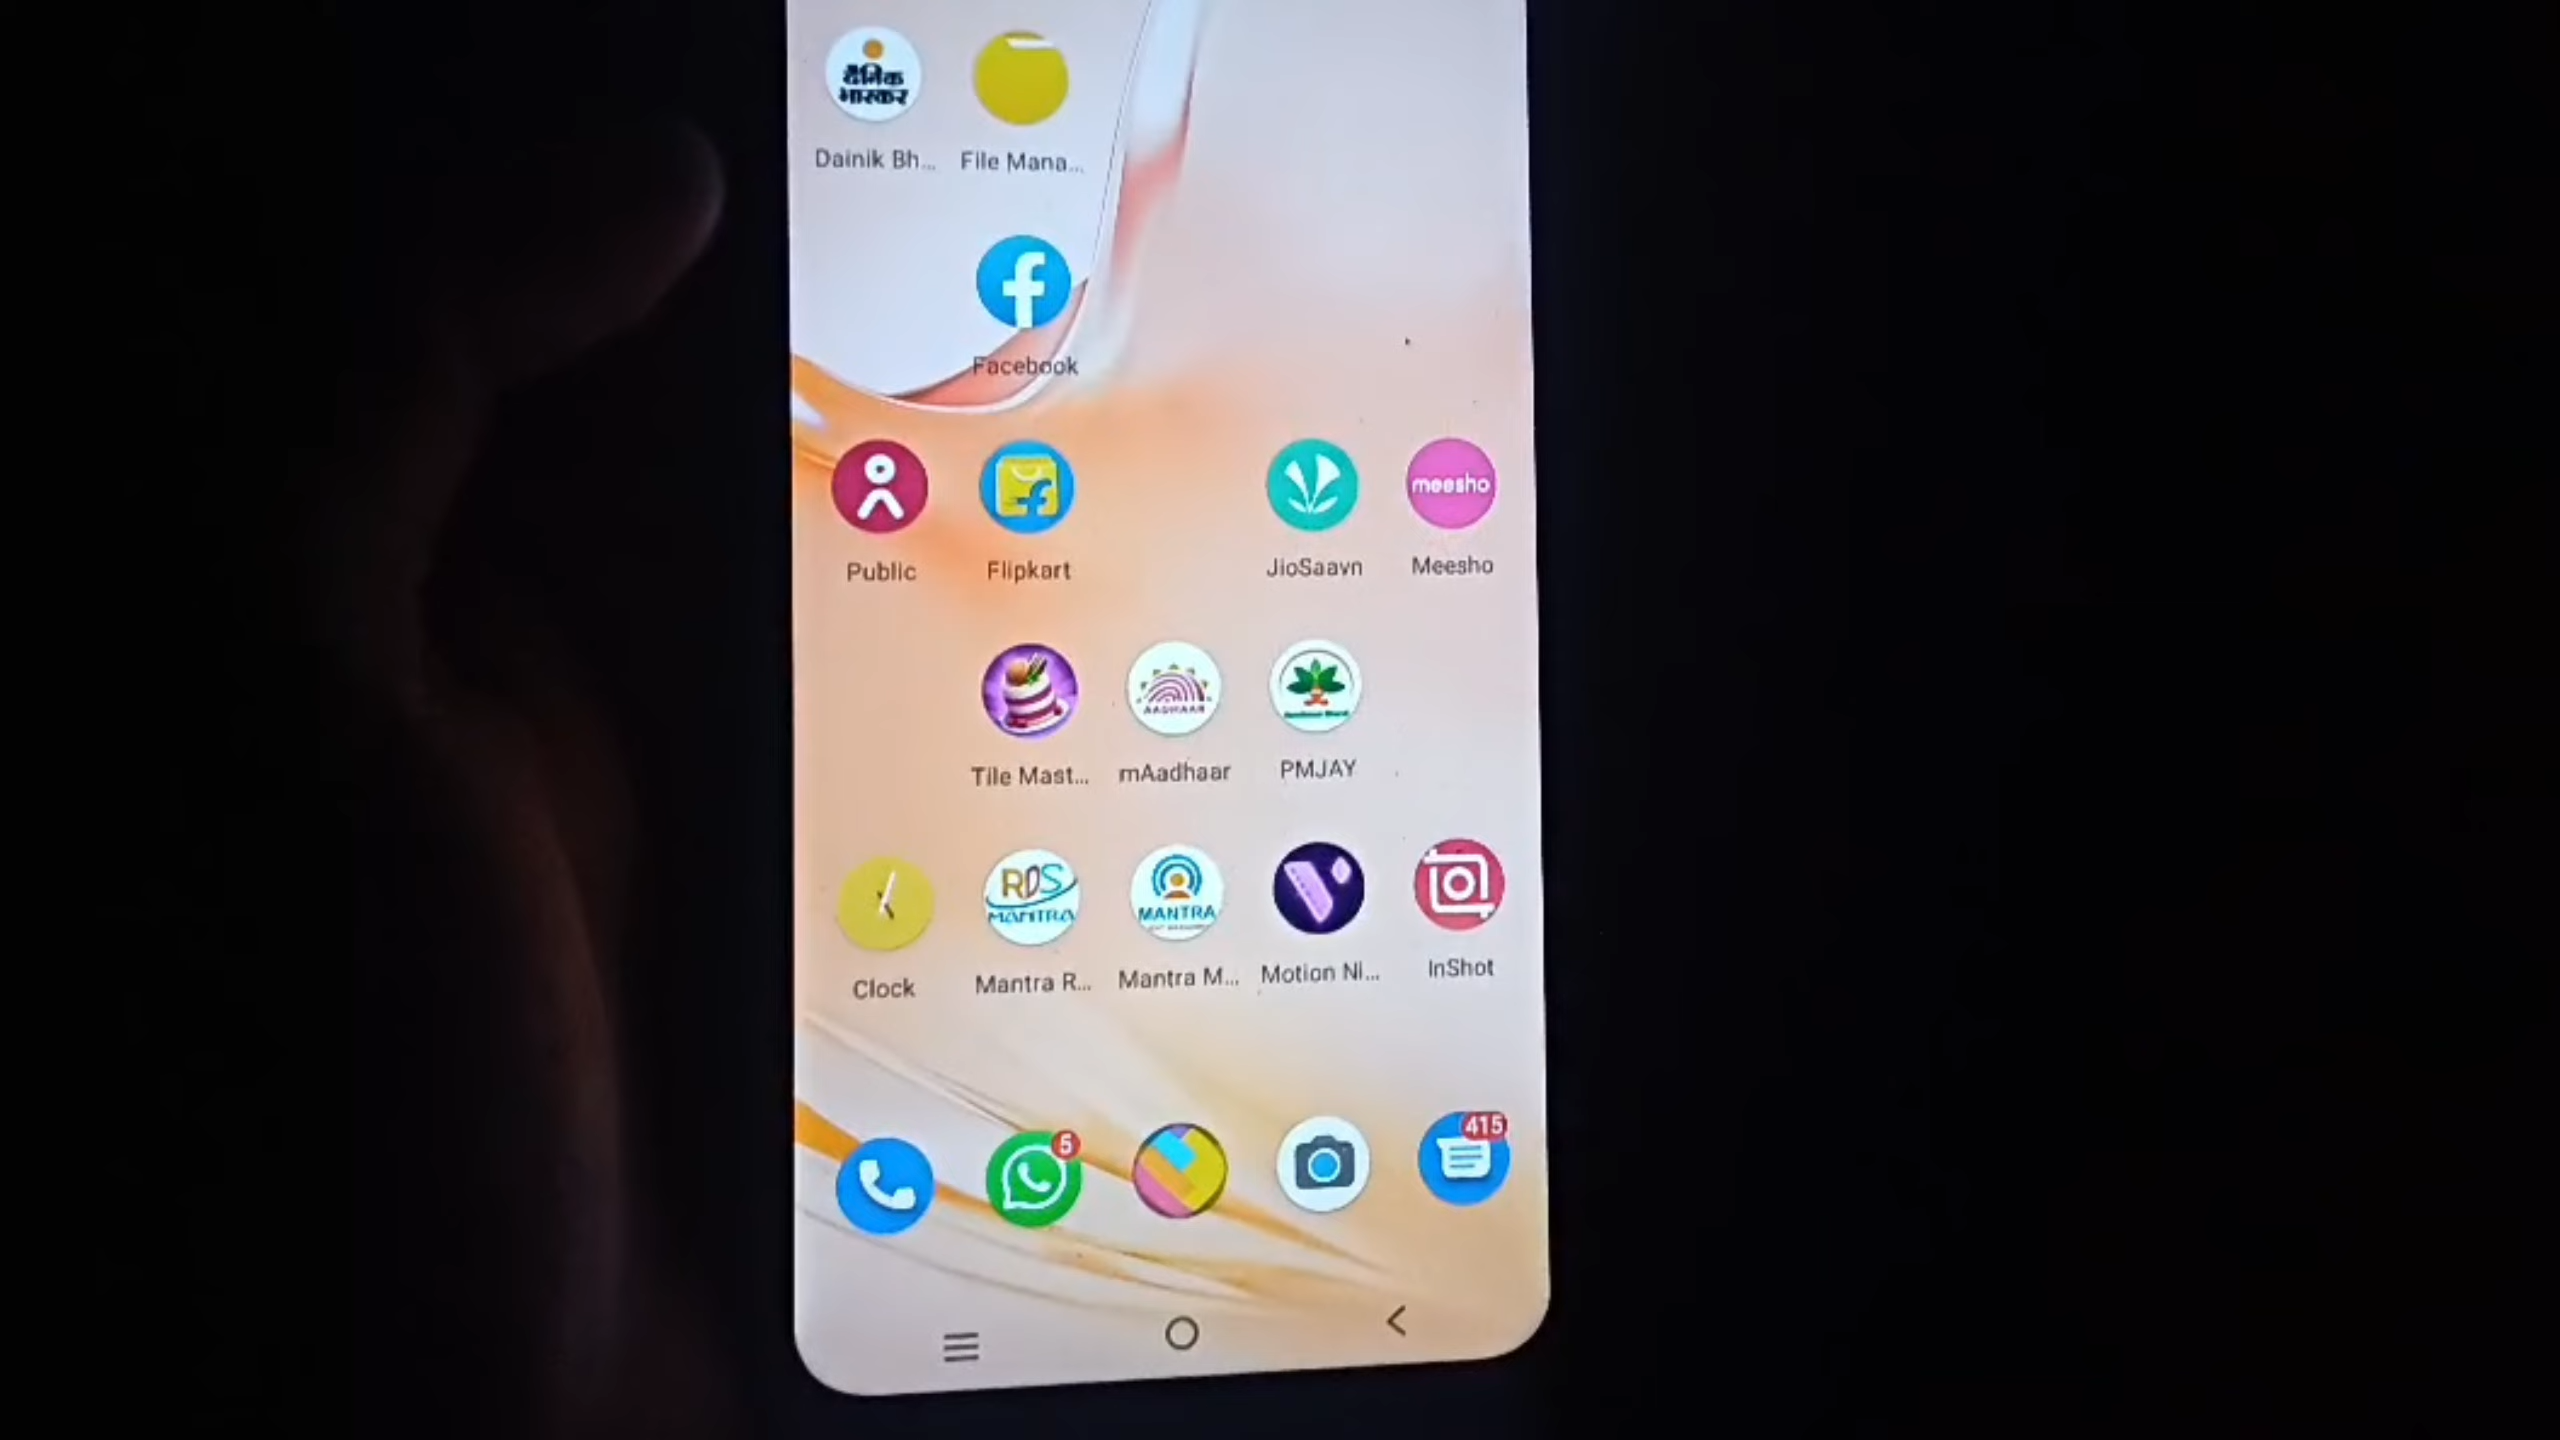 दैनिक
भास्कर
Dainik Bh...
File Mana...
Facebook
meesho
Public
Flipkart
JioSaavn
Meesho
AADHAAR
Tile Mast...
mAadhaar
PMJAY
RDS
MANTRA
MANTRA
Clock
Mantra R...
Mantra M...
Motion Ni...
InShot
5
415